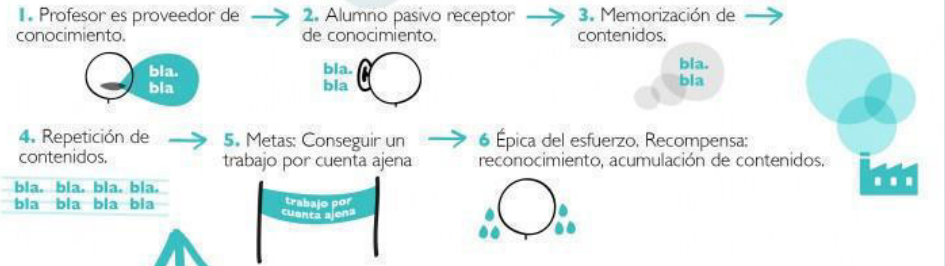 1. Profesor es proveedor de
conocimiento.
bla.
bla
2. Alumno pasivo receptor
de conocimiento.
bla.
bla
3. Memorización de
contenidos.
bla.
bla
4. Repetición de
contenidos.
bla. bla. bla. bla.
bla bla bla bla
5. Metas: Conseguir un
trabajo por cuenta ajena
trabajo por
cuenta ajena
6 Épica del esfuerzo. Recompensa:
reconocimiento, acumulación de contenidos.